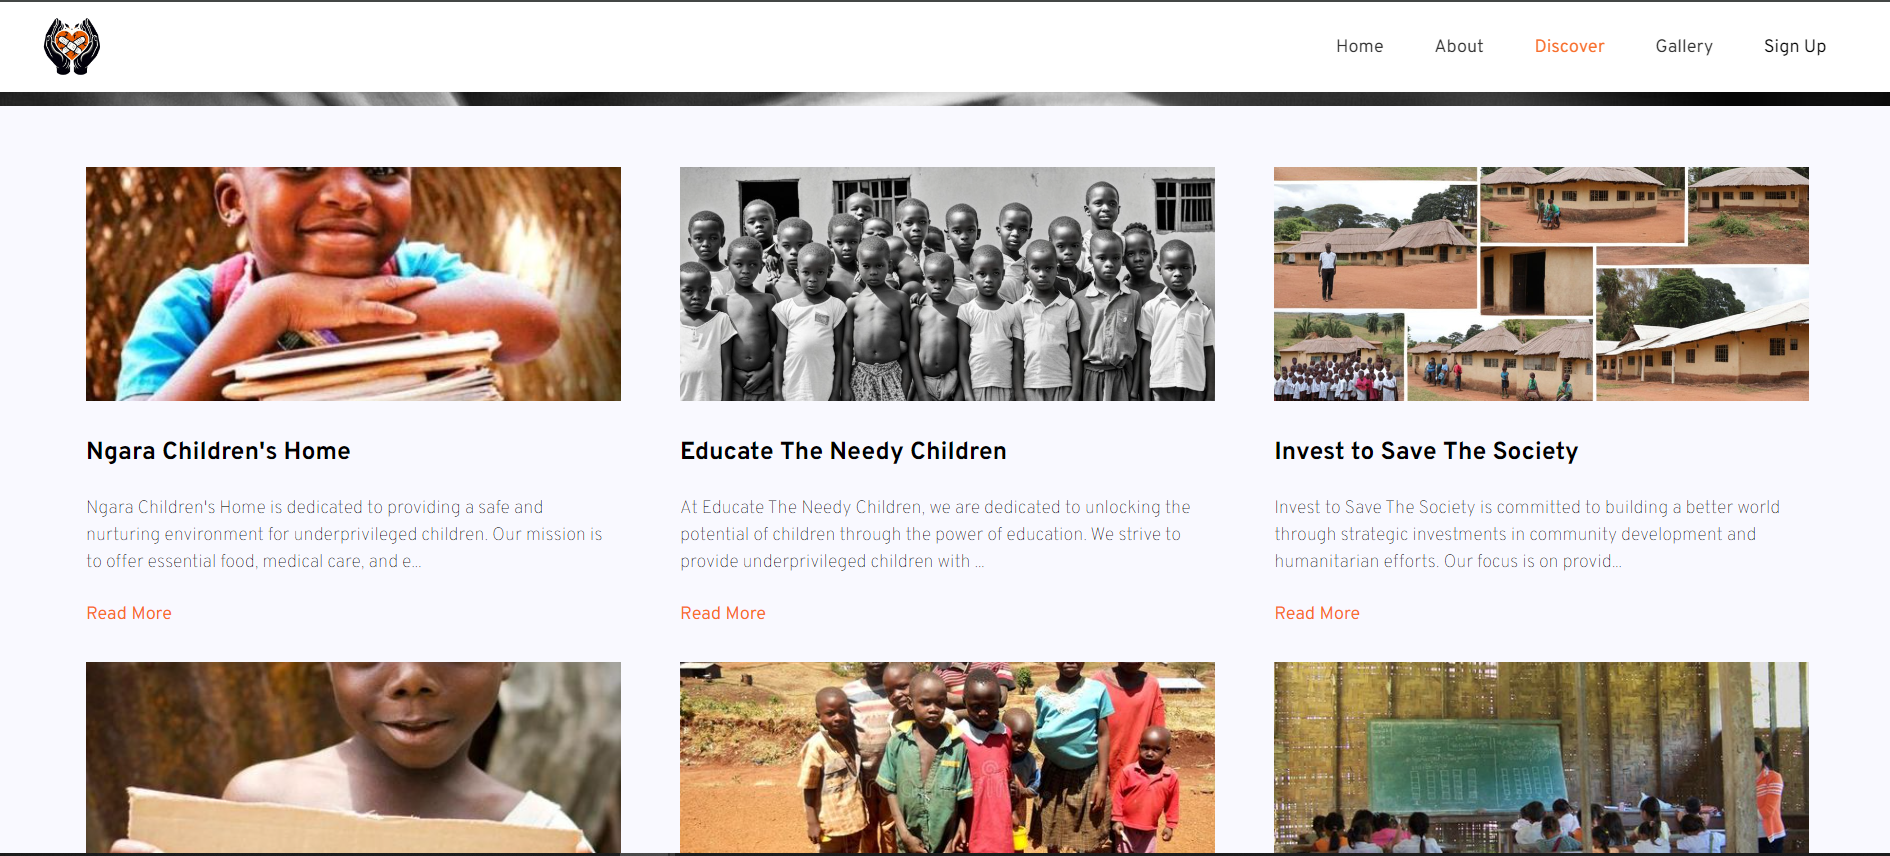 Home About Discover Gallery Sign Up
Ngara Children's Home
Ngara Children's Home is dedicated to providing a safe and
nurturing environment for underprivileged children. Our mission is
to offer essential food, medical care, and e...
Read More
Educate The Needy Children
At Educate The Needy Children, we are dedicated to unlocking the
potential of children through the power of education. We strive to
provide underprivileged children with ...
Read More
Invest to Save The Society
Invest to Save The Society is committed to building a better world
through strategic investments in community development and
humanitarian efforts. Our focus is on provid...
Read More